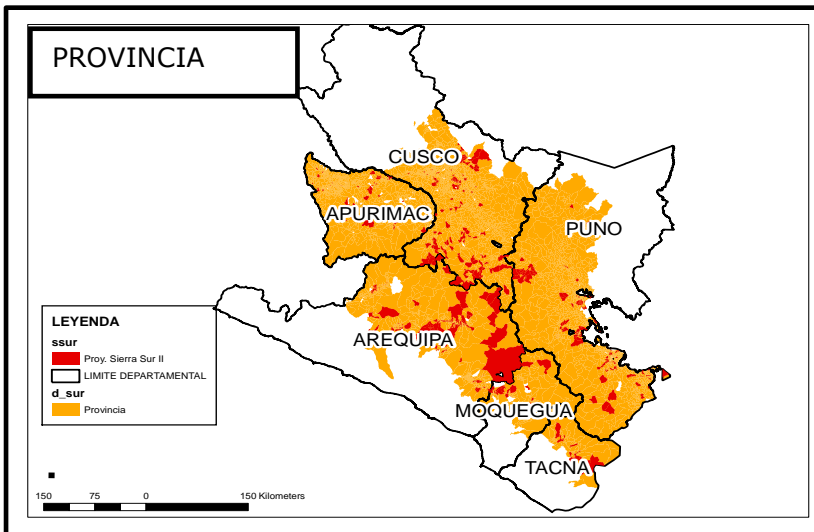 PROVINCIA
CUSCO
APURIMAC
PUNO
LEYENDA
ssur
Proy. Sierra Sur II
LIMITE DEPARTAMENTAL
d_sur
Provincia
AREQUIPA
MOQUEGUA
TACNA
150 75 0 150 Kilometers